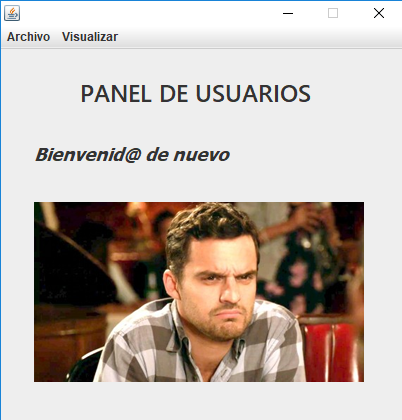 Archivo Visualizar
PANEL DE USUARIOS
Bienvenid@ de nuevo